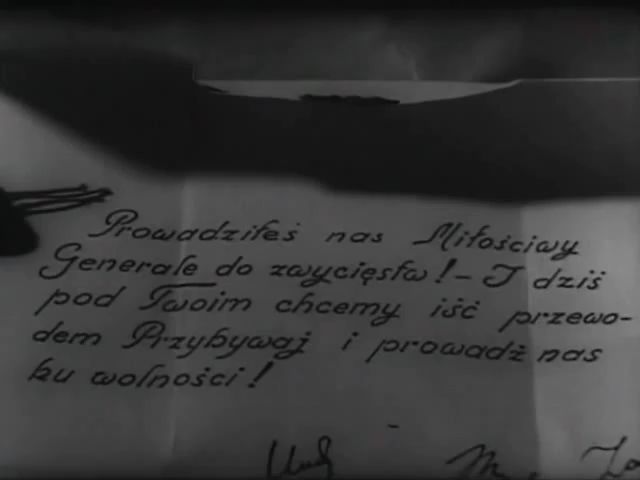 Prowadziłeś nas Miłościwy
Generale do zwycięstw! – I dziś
pod Twoim chcemy iść przewo-
dem Przybywaj i prowadź nas
ku wolności!